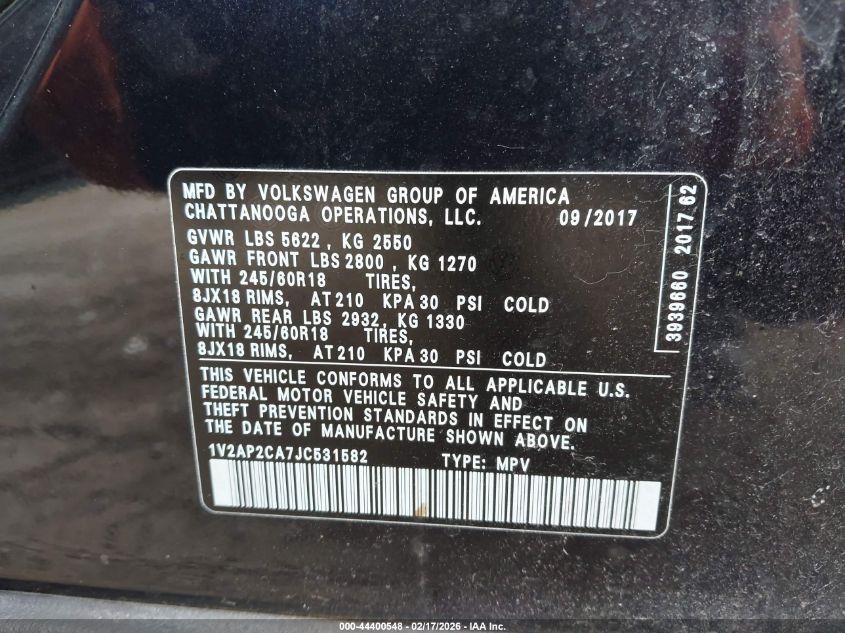 MFD BY VOLKSWAGEN GROUP OF AMERICA
CHATTANOOGA OPERATIONS, LLC. 09/2017
GVWR LBS 5622 , KG 2550
GAWR FRONT LBS 2800 , KG 1270
WITH 245/60R18 TIRES,
8JX18 RIMS, AT 210 KPA 30 PSI COLD
GAWR REAR LBS 2932, KG 1330
WITH 245/60R18 TIRES,
8JX18 RIMS, AT 210 KPA 30 PSI COLD
THIS VEHICLE CONFORMS TO ALL APPLICABLE U.S.
FEDERAL MOTOR VEHICLE SAFETY AND
THEFT PREVENTION STANDARDS IN EFFECT ON
THE DATE OF MANUFACTURE SHOWN ABOVE.
1V2AP2CA7JC531582 TYPE: MPV
3939660 2017 62
000-44400548 - 02/17/2026 - IAA Inc.